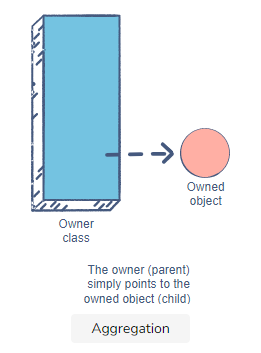 Owned
object
Owner
class
The owner (parent)
simply points to the
owned object (child)
Aggregation